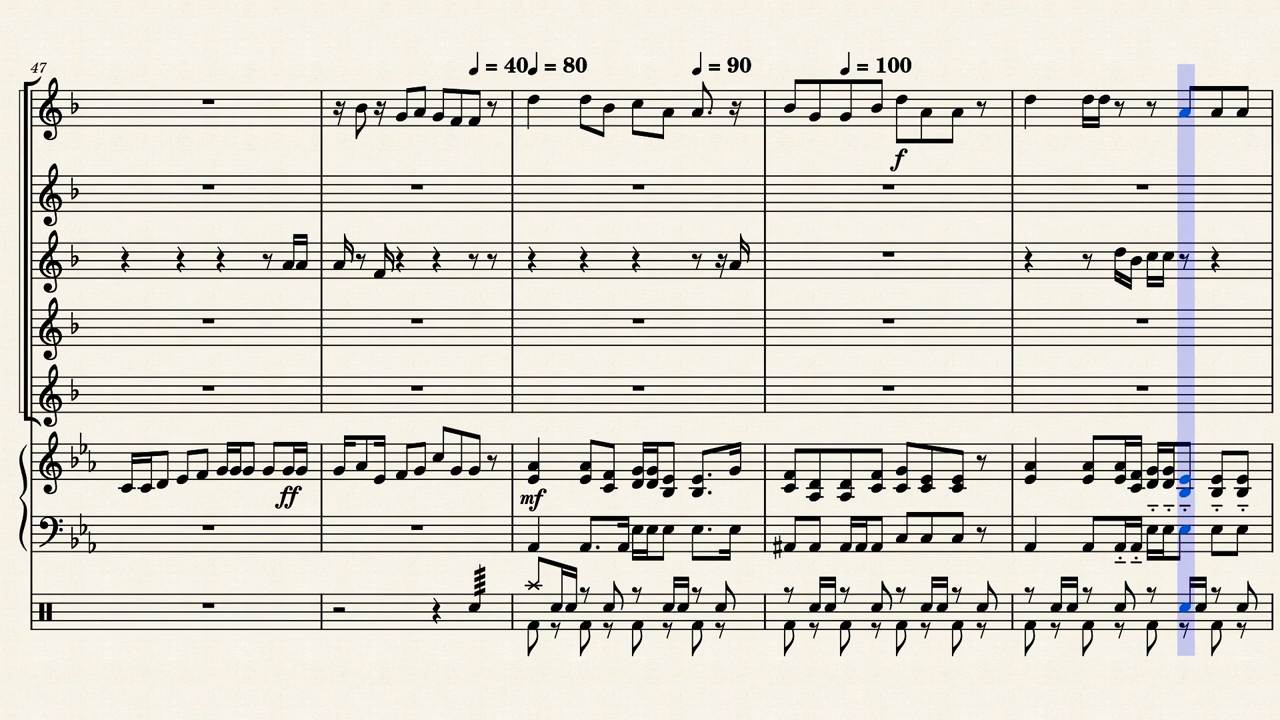 47
♩ = 40 ♩ = 80 ♩ = 90 ♩ = 100
f
ff
mf